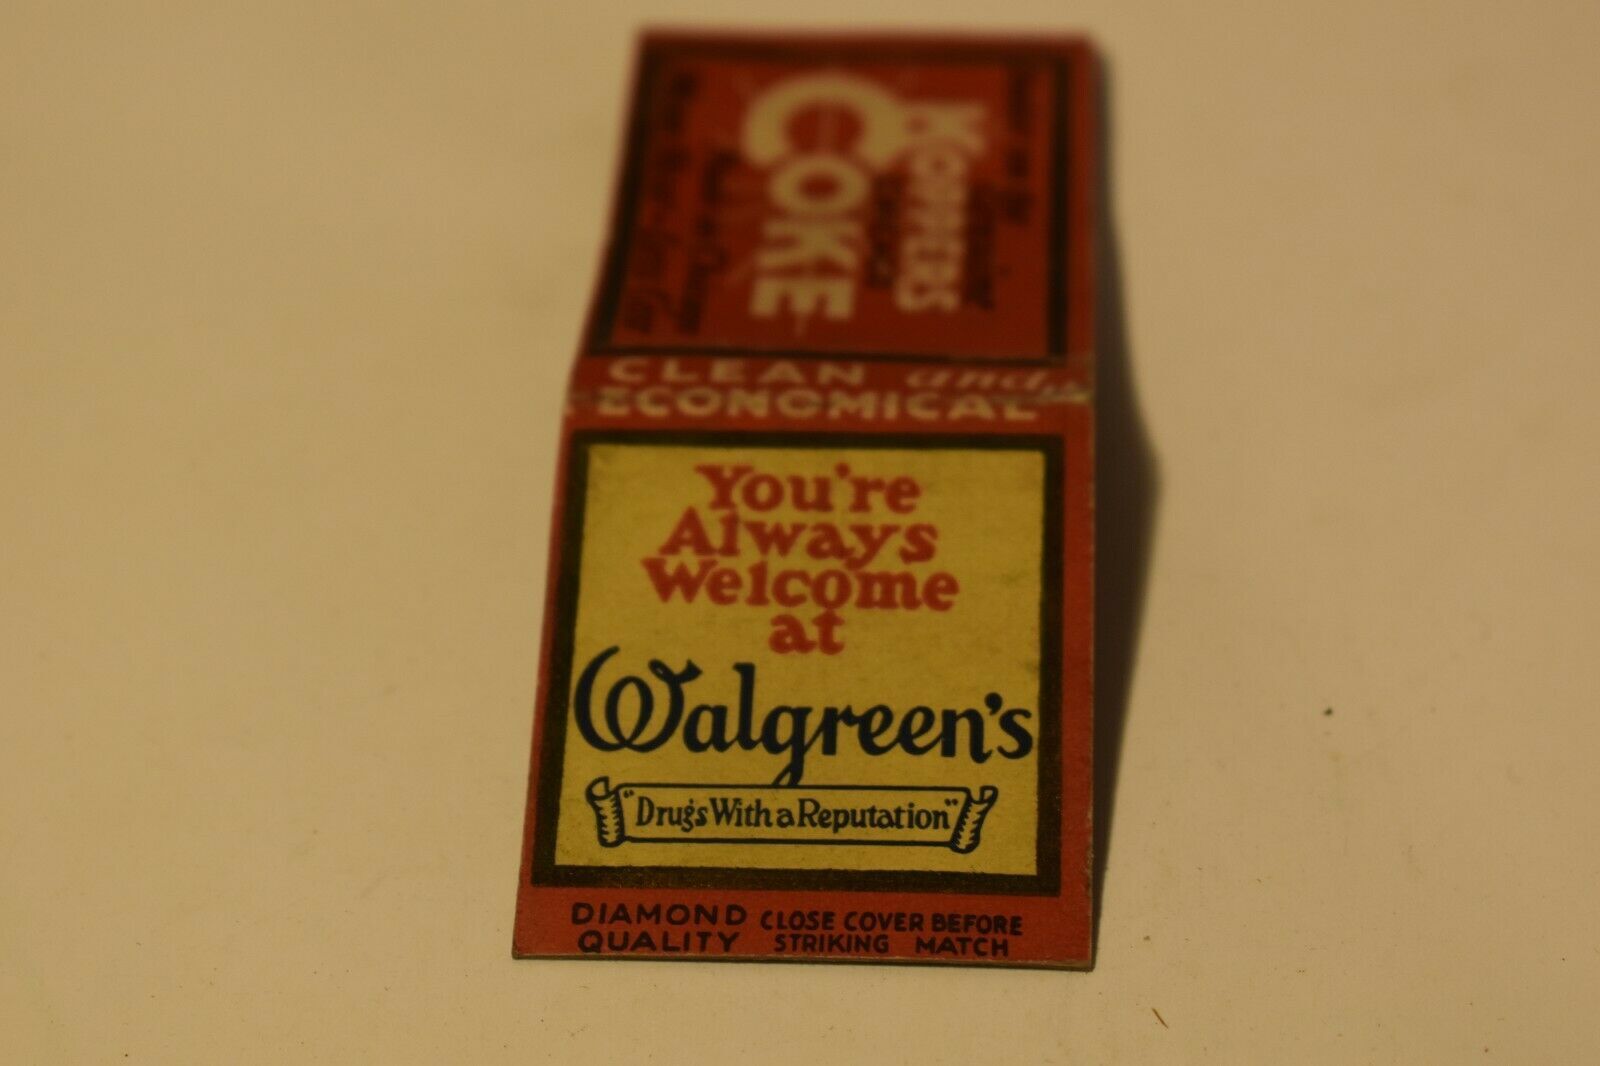 KOPPERS
COKE
CLEAN and
ECONOMICAL
You're
Always
Welcome
at
Walgreen's
"Drugs With a Reputation"
DIAMOND QUALITY
CLOSE COVER BEFORE
STRIKING MATCH